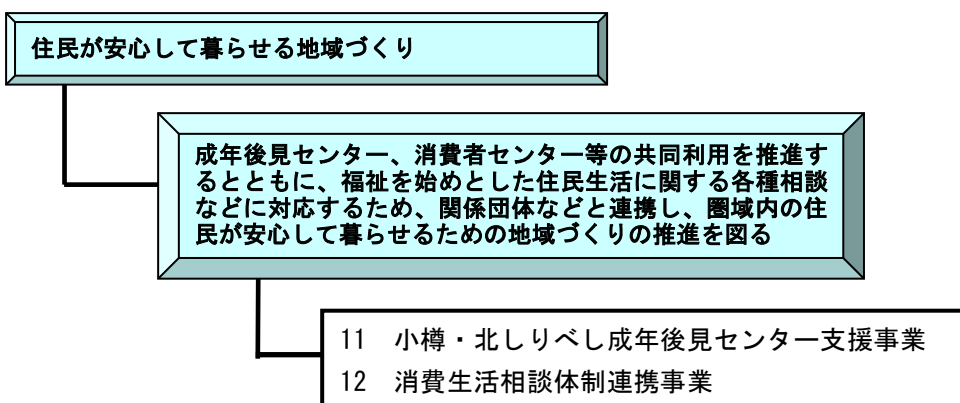 住民が安心して暮らせる地域づくり
成年後見センター、消費者センター等の共同利用を推進す
るとともに、福祉を始めとした住民生活に関する各種相談
などに対応するため、関係団体などと連携し、圏域内の住
民が安心して暮らせるための地域づくりの推進を図る
11　小樽・北しりべし成年後見センター支援事業
12　消費生活相談体制連携事業